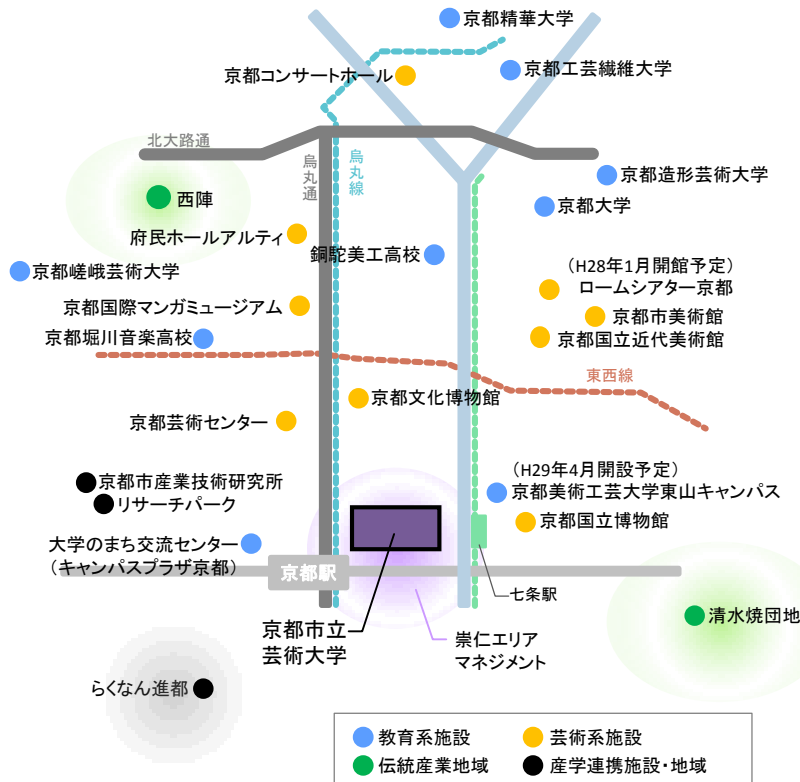 京都精華大学
京都コンサートホール
京都工芸繊維大学
北大路通
烏丸通
烏丸線
京都造形芸術大学
西陣
京都大学
府民ホールアルティ
銅駝美工高校
京都嵯峨芸術大学
（H28年1月開館予定）
ロームシアター京都
京都国際マンガミュージアム
京都市美術館
京都堀川音楽高校
京都国立近代美術館
東西線
京都文化博物館
京都芸術センター
（H29年4月開設予定）
京都市産業技術研究所
京都美術工芸大学東山キャンパス
リサーチパーク
京都国立博物館
大学のまち交流センター
（キャンパスプラザ京都）
京都駅
七条駅
清水焼団地
京都市立
芸術大学
崇仁エリア
マネジメント
らくなん進都
教育系施設
芸術系施設
伝統産業地域
産学連携施設・地域